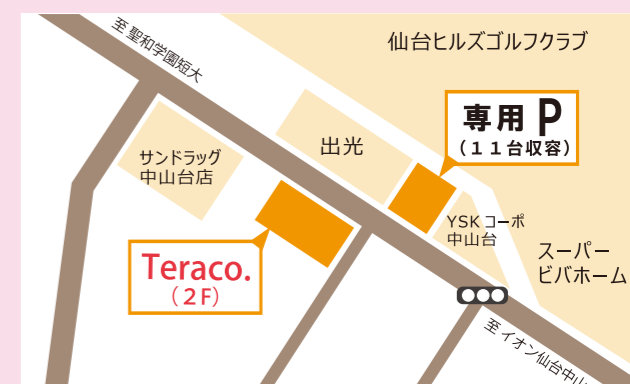 至 聖和学園短大
仙台ヒルズゴルフクラブ
専用 P
（１１台収容）
出光
サンドラッグ
中山台店
YSK コーポ
中山台
スーパー
ビバホーム
Teraco.
（２F）
至 イオン仙台中山